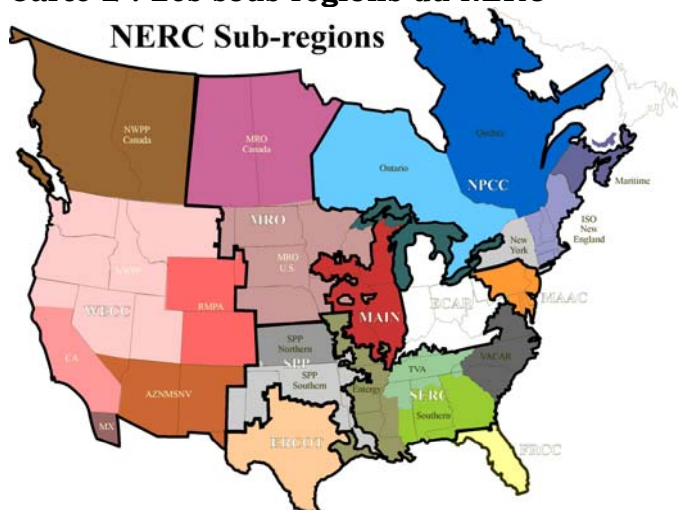 Carte 2 : Les sous-régions du NERC
NERC Sub-regions
NWPP
Canada
MRO
Canada
Ontario
Quebec
NPCC
Maritime
ISO
New
England
New
York
MRO
MRO
U.S.
NWPP
WECC
RMPA
MAIN
ECAR
MAAC
CA
SPP
Northern
SPP
SPP
Southern
TVA
VACAR
AZNMSNV
Entergy
SERC
Southern
MX
ERCOT
FRCC